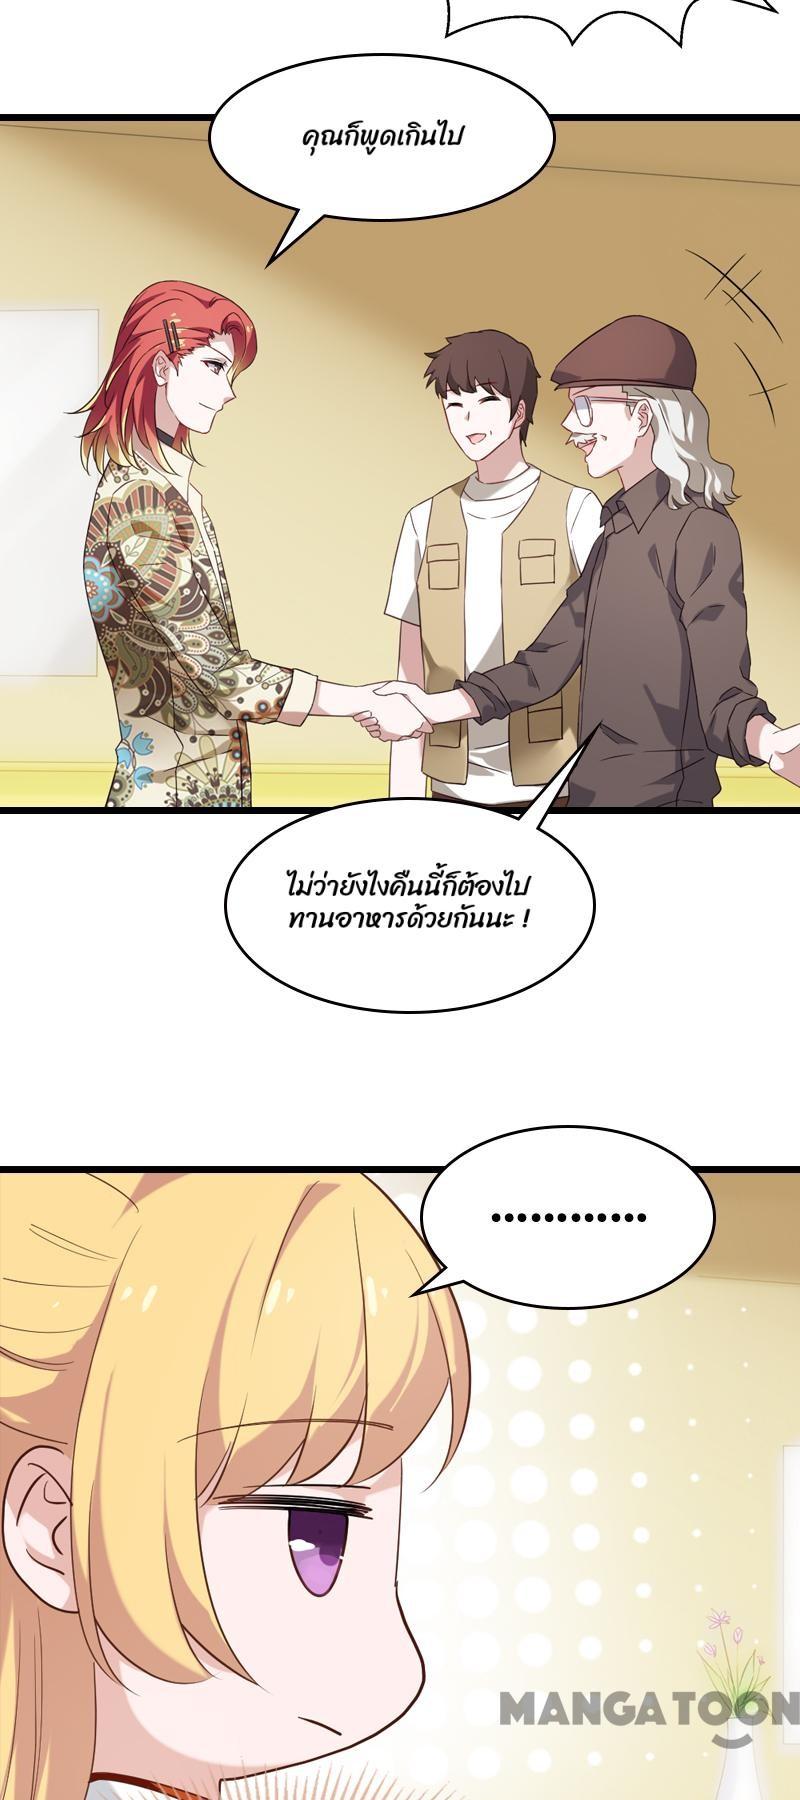 คุณก็พูดเกินไป
ไม่ว่ายังไงคืนนี้ก็ต้องไป
ทานอาหารด้วยกันนะ !
............
MANGATOON